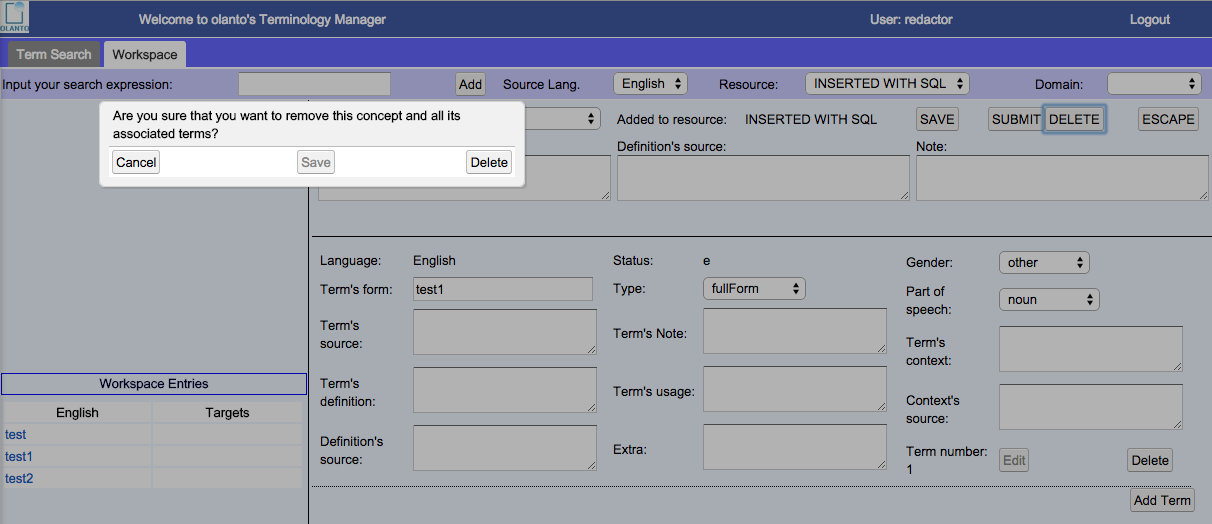 OLANTO
Welcome to olanto's Terminology Manager User: redactor Logout
Term Search Workspace
Input your search expression: Add Source Lang. English Resource: INSERTED WITH SQL Domain:
Are you sure that you want to remove this concept and all its
associated terms?
Cancel Save Delete
Added to resource: INSERTED WITH SQL SAVE SUBMIT DELETE ESCAPE
Definition's source: Note:
Language: English Status: e Gender: other
Term's form: test1 Type: fullForm Part of
speech: noun
Term's
source: Term's Note: Term's
context:
Term's
definition: Term's usage: Context's
source:
Definition's
source: Extra: Term number:
1 Edit Delete
Add Term
Workspace Entries
English Targets
test
test1
test2